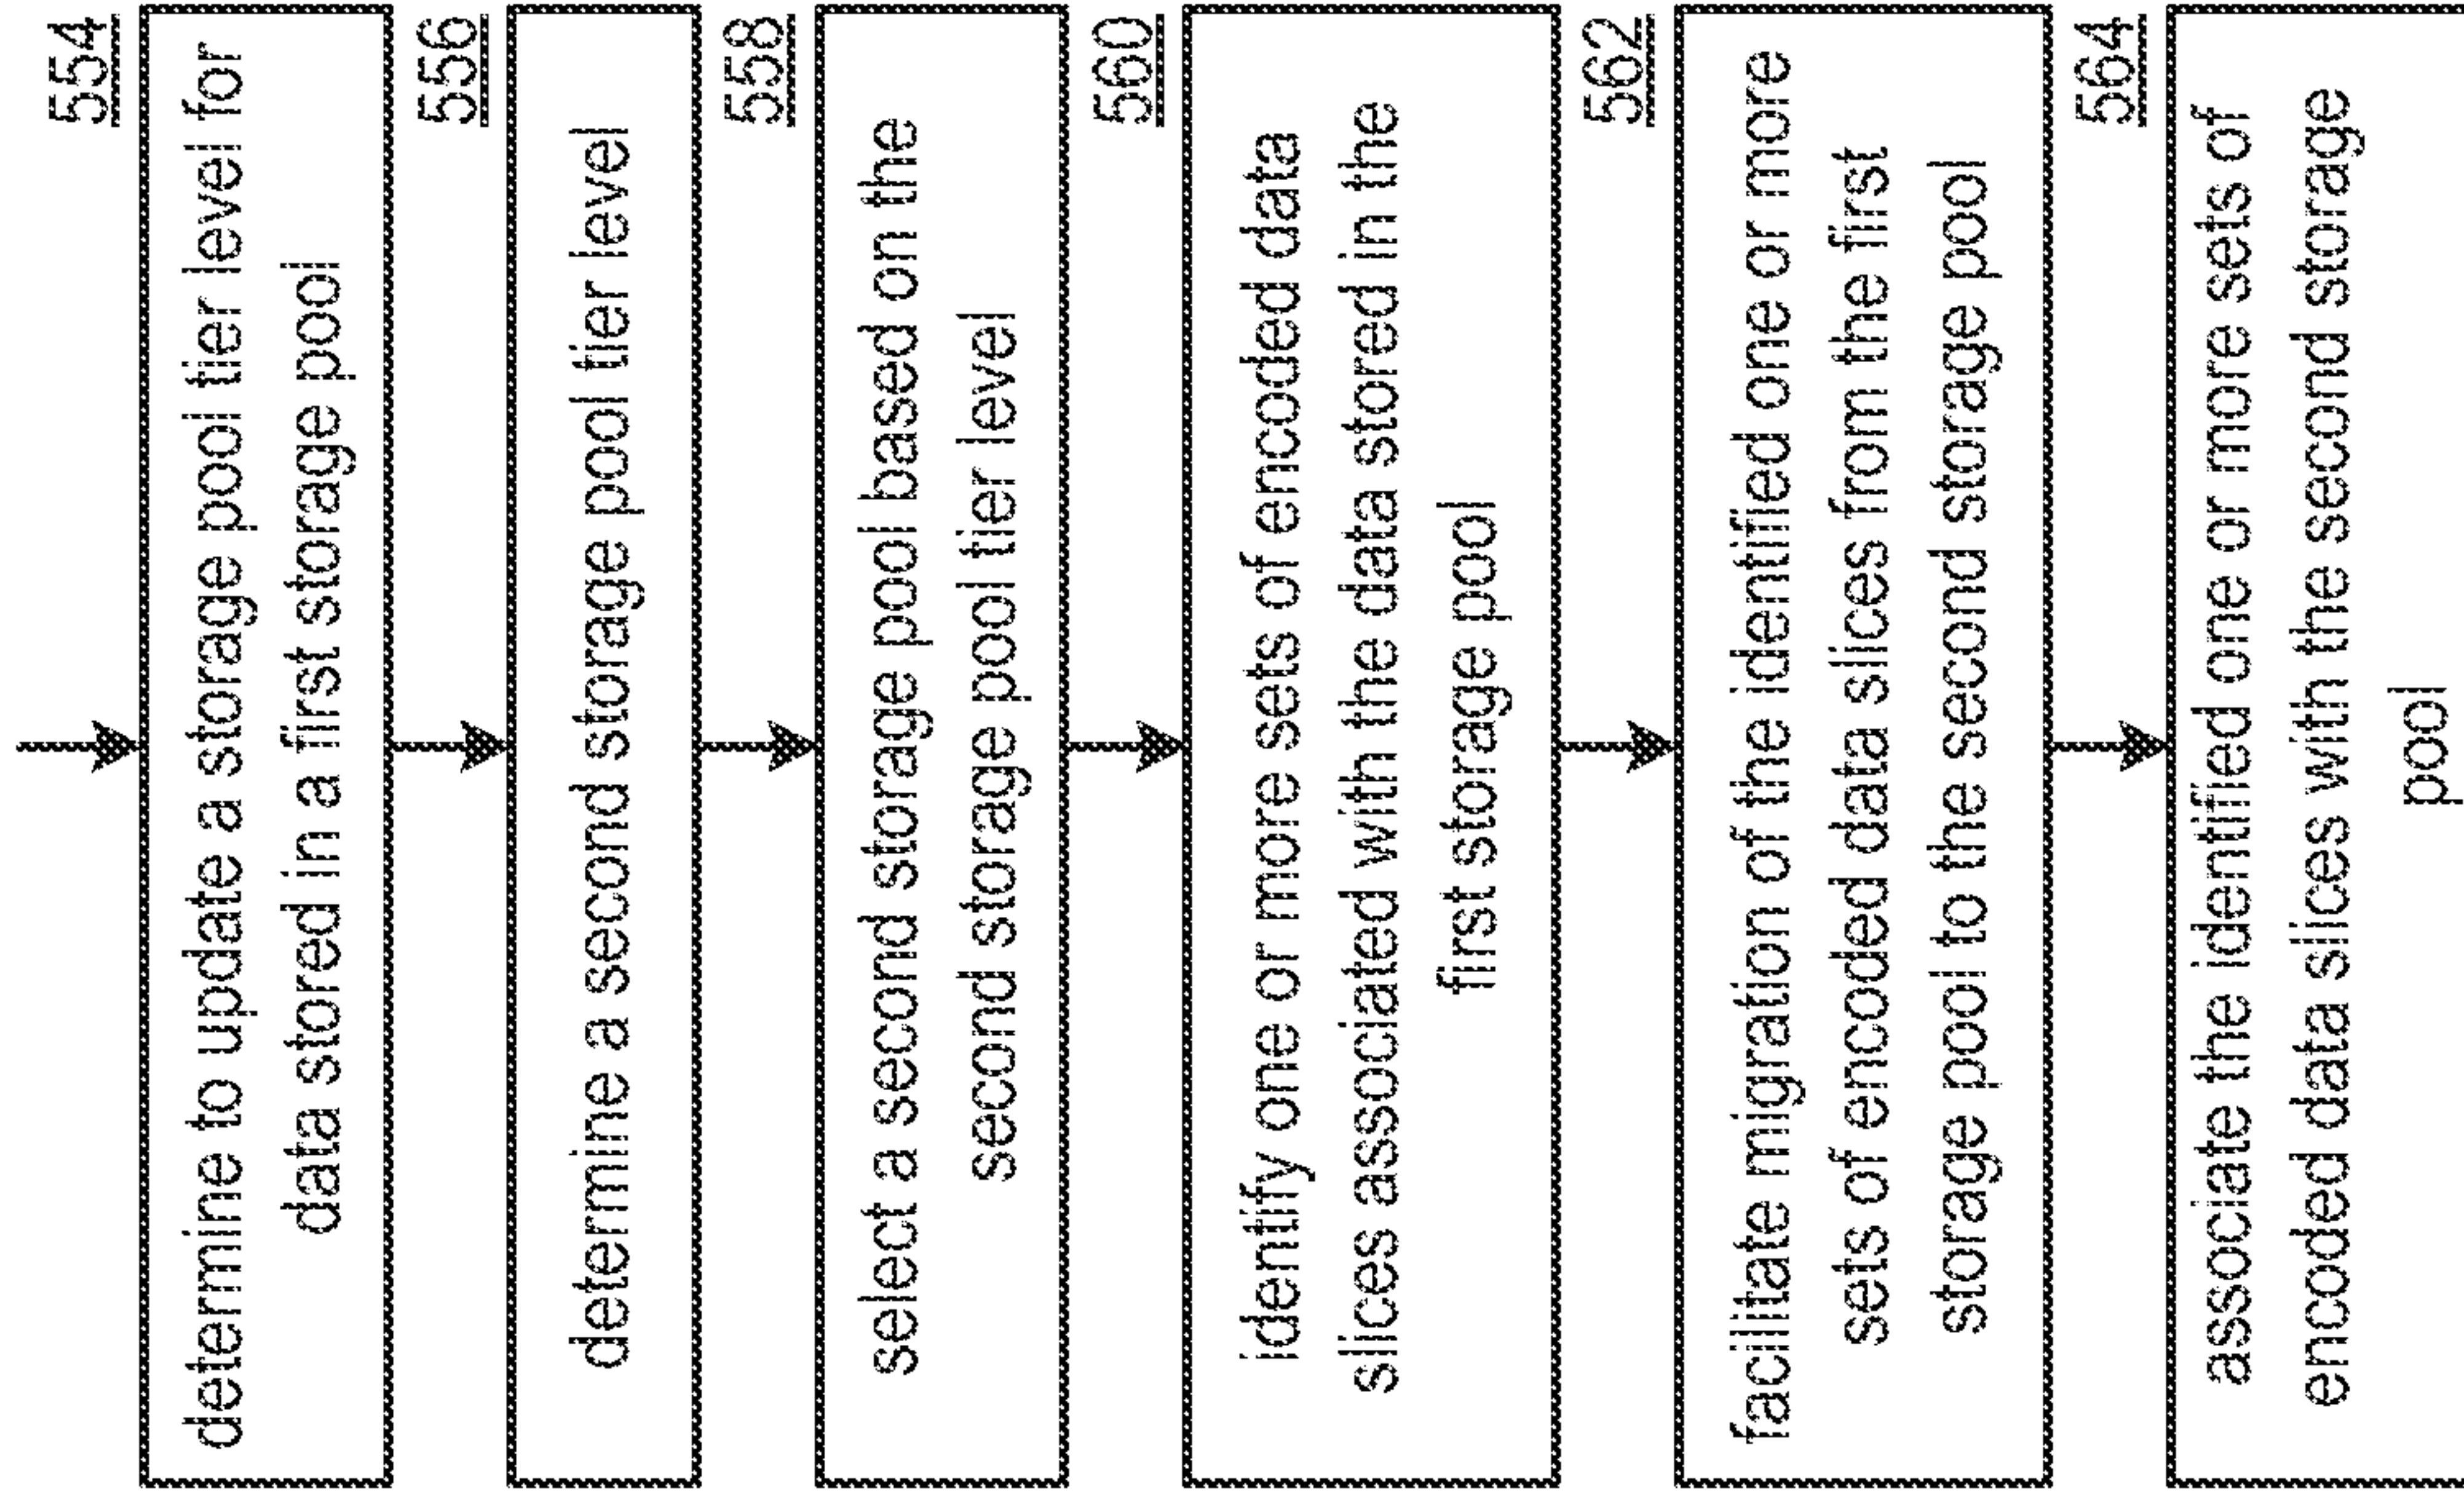 554
determine to update a storage pool tier level for
data stored in a first storage pool
556
determine a second storage pool tier level
558
select a second storage pool based on the
second storage pool tier level
560
identify one or more sets of encoded data
slices associated with the data stored in the
first storage pool
562
facilitate migration of the identified one or more
sets of encoded data slices from the first
storage pool to the second storage pool
564
associate the identified one or more sets of
encoded data slices with the second storage
pool